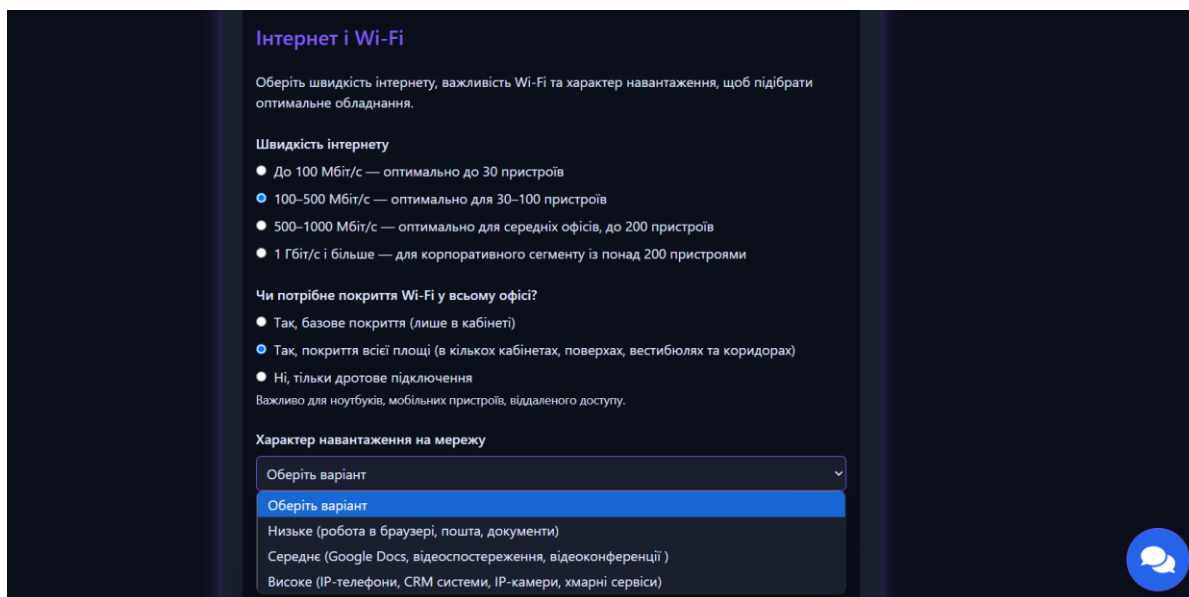 Інтернет і Wi-Fi
Оберіть швидкість інтернету, важливість Wi-Fi та характер навантаження, щоб підібрати
оптимальне обладнання.
Швидкість інтернету
До 100 Мбіт/с — оптимально до 30 пристроїв
100–500 Мбіт/с — оптимально для 30–100 пристроїв
500–1000 Мбіт/с — оптимально для середніх офісів, до 200 пристроїв
1 Гбіт/с і більше — для корпоративного сегменту із понад 200 пристроями
Чи потрібне покриття Wi-Fi у всьому офісі?
Так, базове покриття (лише в кабінеті)
Так, покриття всієї площі (в кількох кабінетах, поверхах, вестибюлях та коридорах)
Ні, тільки дротове підключення
Важливо для ноутбуків, мобільних пристроїв, віддаленого доступу.
Характер навантаження на мережу
Оберіть варіант
Оберіть варіант
Низьке (робота в браузері, пошта, документи)
Середнє (Google Docs, відеоспостереження, відеоконференції )
Високе (IP-телефони, CRM системи, IP-камери, хмарні сервіси)